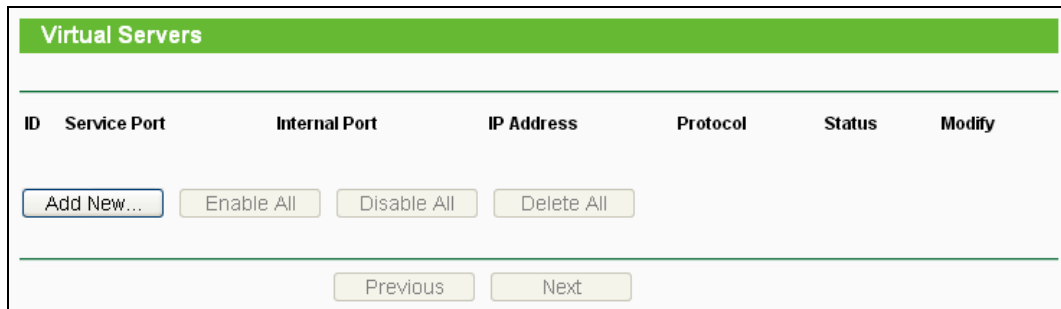 Virtual Servers
ID Service Port Internal Port IP Address Protocol Status Modify
Add New... Enable All Disable All Delete All
Previous Next